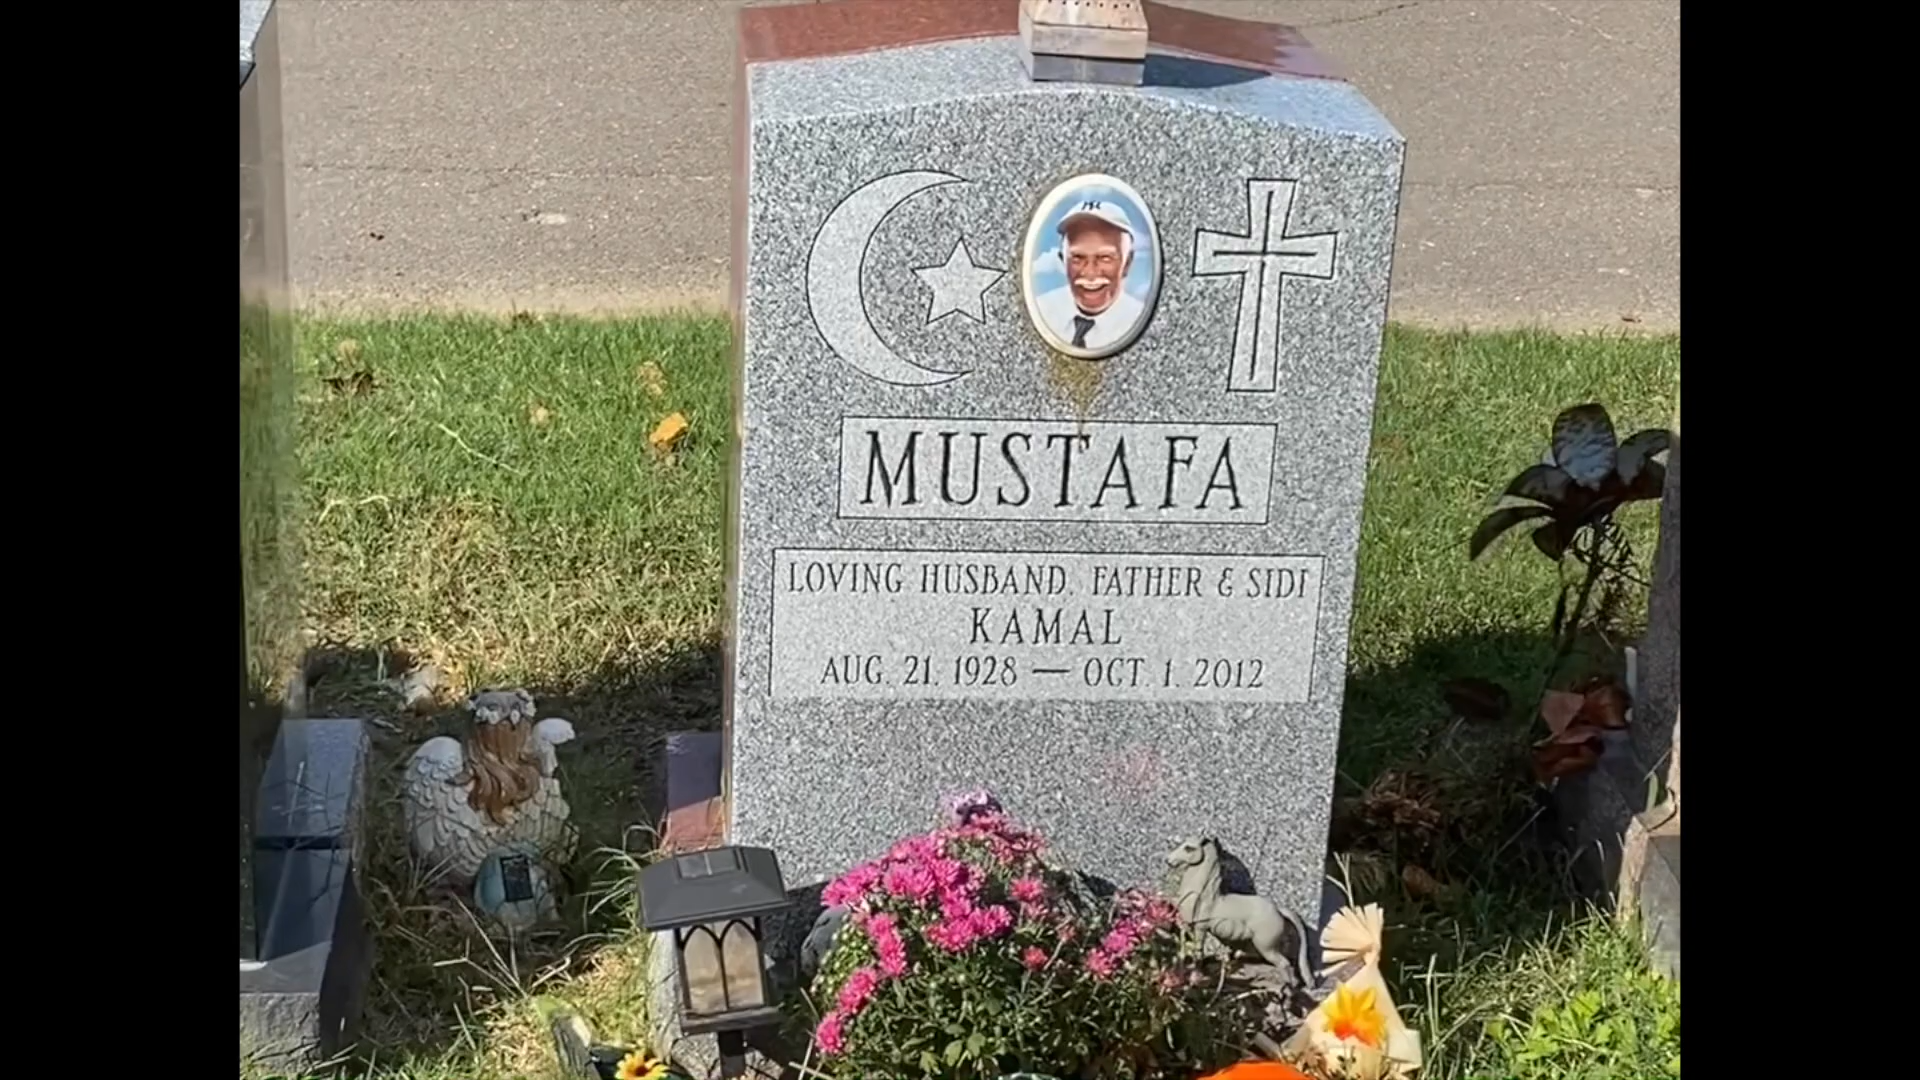 MUSTAFA
LOVING HUSBAND, FATHER & SIDI
KAMAL
AUG. 21, 1928 — OCT. 1, 2012